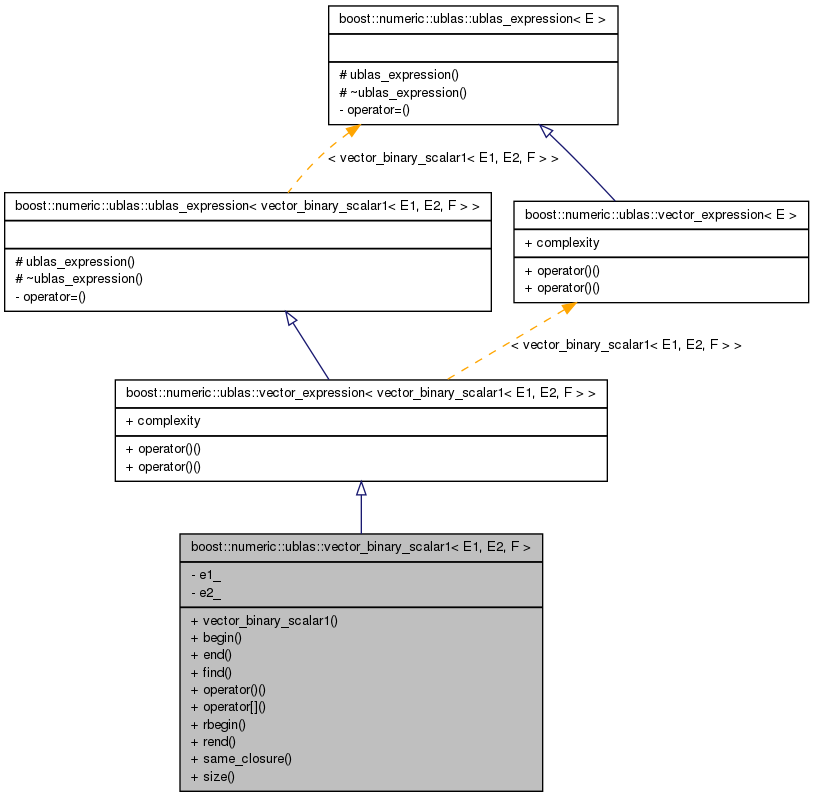 boost::numeric::ublas::ublas_expression< E >
# ublas_expression()
# ~ublas_expression()
- operator=()
< vector_binary_scalar1< E1, E2, F > >
boost::numeric::ublas::ublas_expression< vector_binary_scalar1< E1, E2, F > >
# ublas_expression()
# ~ublas_expression()
- operator=()
boost::numeric::ublas::vector_expression< E >
+ complexity
+ operator()()
+ operator()()
< vector_binary_scalar1< E1, E2, F > >
boost::numeric::ublas::vector_expression< vector_binary_scalar1< E1, E2, F > >
+ complexity
+ operator()()
+ operator()()
boost::numeric::ublas::vector_binary_scalar1< E1, E2, F >
- e1_
- e2_
+ vector_binary_scalar1()
+ begin()
+ end()
+ find()
+ operator()()
+ operator[]()
+ rbegin()
+ rend()
+ same_closure()
+ size()